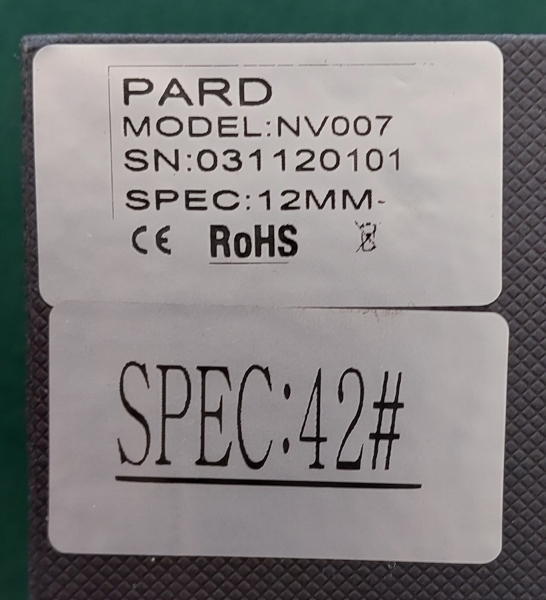 PARD
MODEL:NV007
SN:031120101
SPEC:12MM-
CE RoHS
SPEC:42#